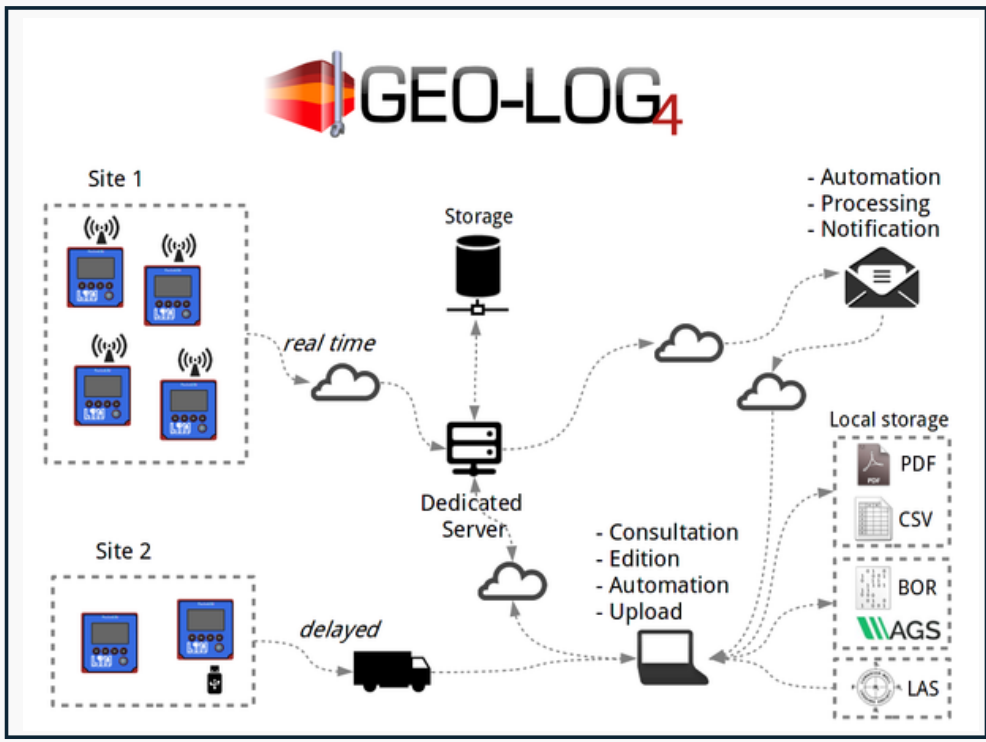 GEO-LOG4
Site 1
real time
Storage
- Automation
- Processing
- Notification
Dedicated
Server
Local storage
PDF
PDF
CSV
BOR
AGS
LAS
- Consultation
- Edition
- Automation
- Upload
Site 2
delayed